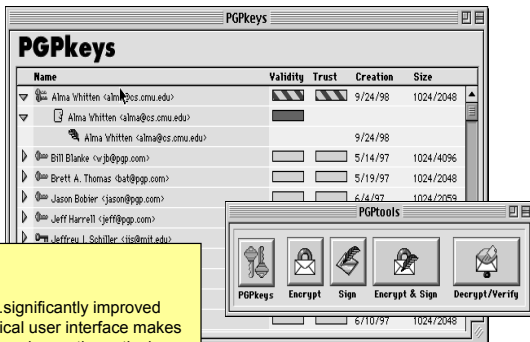 PGPkeys
PGPkeys
Name Validity Trust Creation Size
Alma Whitten <alma@cs.cmu.edu> 9/24/98 1024/2048
Alma Whitten <alma@cs.cmu.edu>
Alma Whitten <alma@cs.cmu.edu> 9/24/98
Bill Blanke <wjb@pgp.com> 5/14/97 1024/4096
Brett A. Thomas <bat@pgp.com> 5/19/97 1024/2048
Jason Bobier <jason@pgp.com> 6/4/97 1024/2059
Jeff Harrell <jeff@pgp.com>
Jeffrey I. Schiller <jis@mit.edu>
PGPtools
PGPkeys Encrypt Sign Encrypt & Sign Decrypt/Verify
6/10/97 1024/2048
significantly improved
ical user interface makes